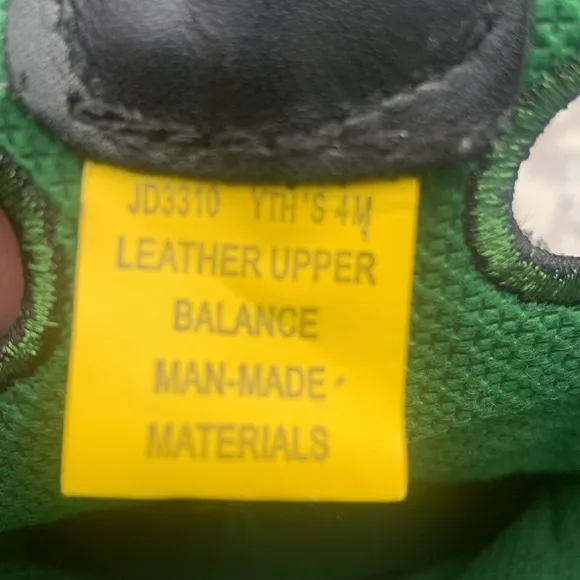 JD3310 YTH'S 4M
LEATHER UPPER
BALANCE
MAN-MADE
MATERIALS